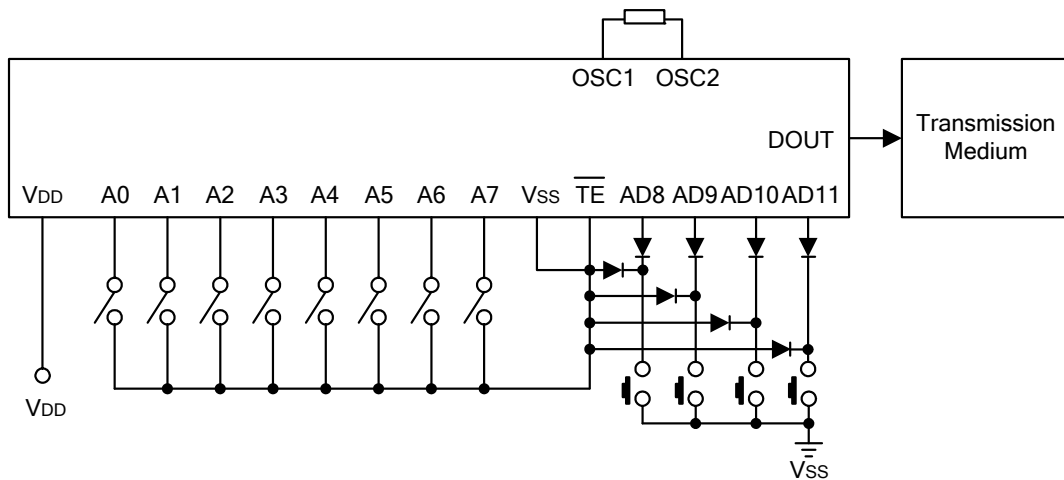 OSC1 OSC2
DOUT
Transmission
Medium
VDD A0 A1 A2 A3 A4 A5 A6 A7 VSS TE AD8 AD9 AD10 AD11
VDD
VSS